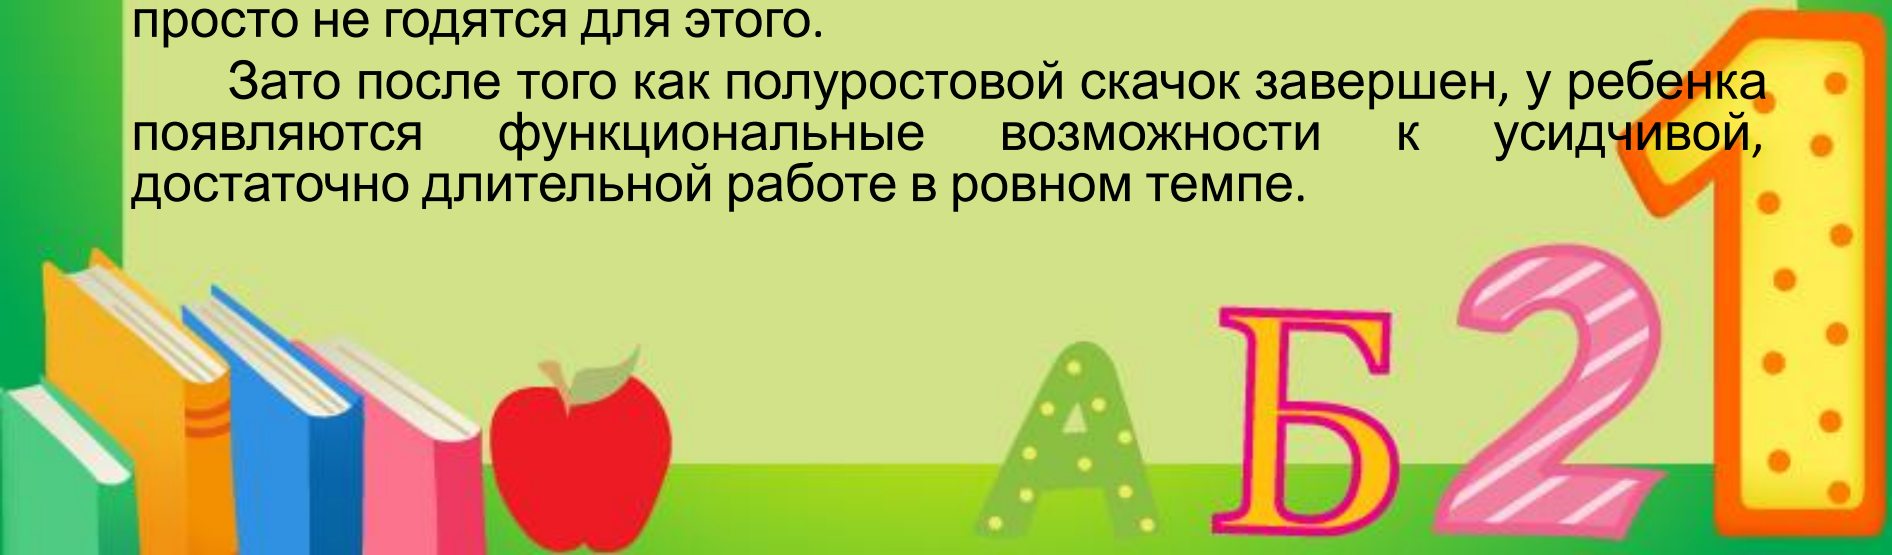 просто не годятся для этого.
Зато после того как полуростовой скачок завершен, у ребенка
появляются функциональные возможности к усидчивой,
достаточно длительной работе в ровном темпе.
А Б 2 1